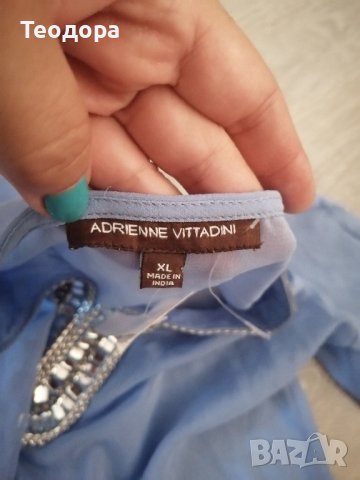 Теодора
ADRIENNE VITTADINI
XL
MADE IN
INDIA
BAZAR